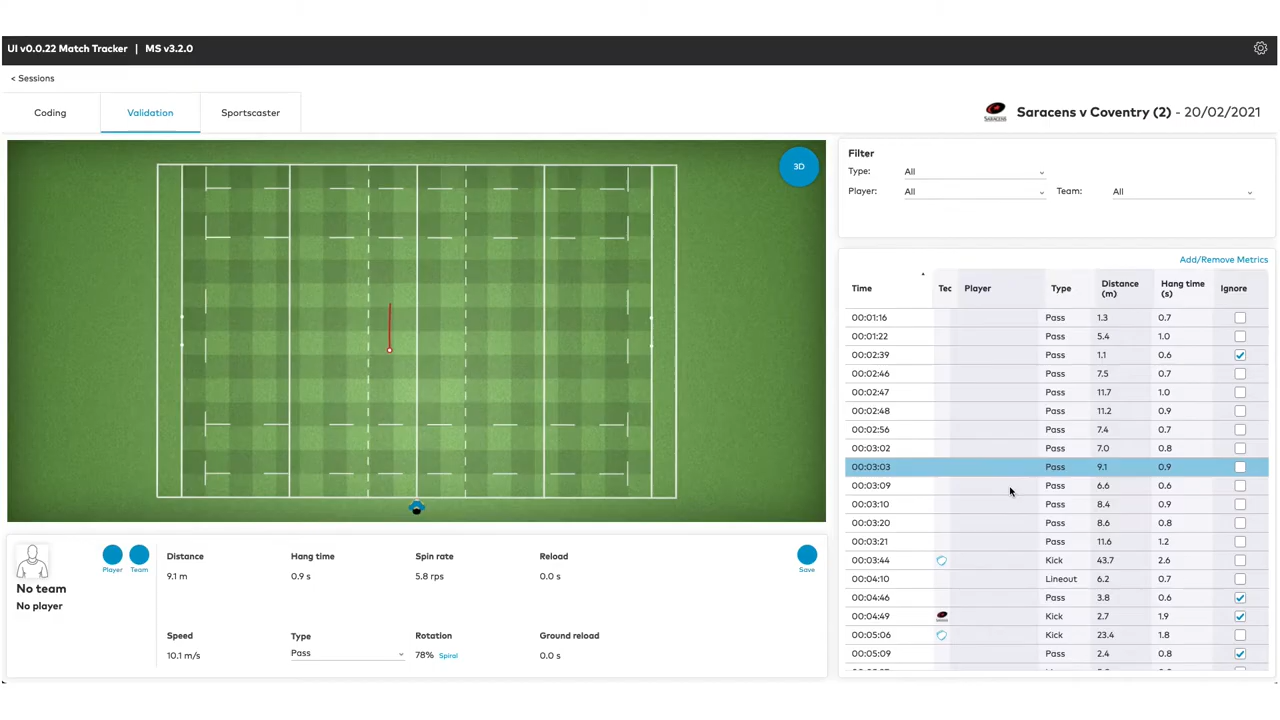 UI v0.0.22 Match Tracker | MS v3.2.0
< Sessions
Coding
Validation
Sportscaster
SARACENS
Saracens v Coventry (2) - 20/02/2021
3D
Filter
Type: All
Player: All Team: All
Add/Remove Metrics
Time Tec Player Type Distance (m) Hang time (s) Ignore
00:01:16 Pass 1.3 0.7
00:01:22 Pass 5.4 1.0
00:02:39 Pass 1.1 0.6
00:02:46 Pass 7.5 0.7
00:02:47 Pass 11.7 1.0
00:02:48 Pass 11.2 0.9
00:02:56 Pass 7.4 0.7
00:03:02 Pass 7.0 0.8
00:03:03 Pass 9.1 0.9
00:03:09 Pass 6.6 0.6
00:03:10 Pass 8.4 0.9
00:03:20 Pass 8.6 0.8
00:03:21 Pass 11.6 1.2
00:03:44 Kick 43.7 2.6
00:04:10 Lineout 6.2 0.7
00:04:46 Pass 3.8 0.6
00:04:49 Kick 2.7 1.9
00:05:06 Kick 23.4 1.8
00:05:09 Pass 2.4 0.8
Player Team
No team
No player
Distance Hang time Spin rate Reload
9.1 m 0.9 s 5.8 rps 0.0 s
Save
Speed Type Rotation Ground reload
10.1 m/s Pass 78% Spiral 0.0 s